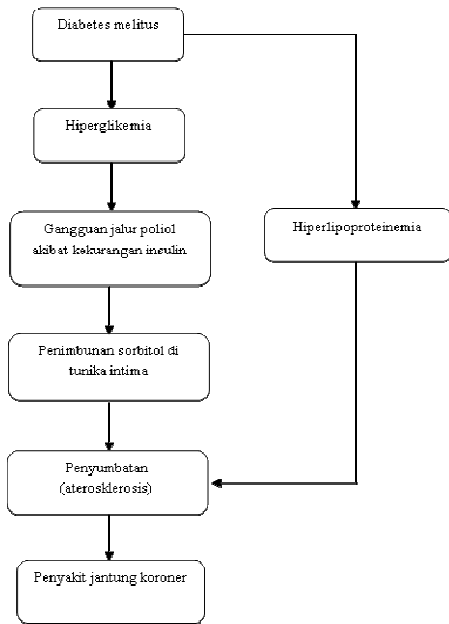 Diabetes melitus
Hiperglikemia
Gangguan jalur poliol
akibat kekurangan insulin
Hiperlipoproteinemia
Penimbunan sorbitol di
tunika intima
Penyumbatan
(aterosklerosis)
Penyakit jantung koroner